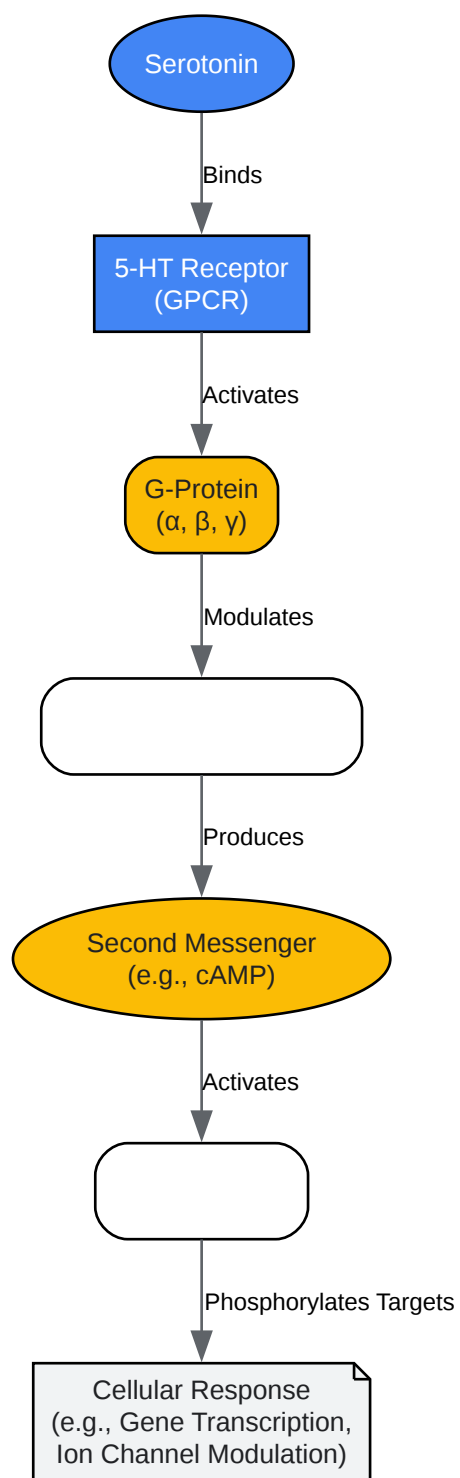 Serotonin
Binds
5-HT Receptor
(GPCR)
Activates
G-Protein
(α, β, γ)
Modulates
Produces
Second Messenger
(e.g., cAMP)
Activates
Phosphorylates Targets
Cellular Response
(e.g., Gene Transcription,
Ion Channel Modulation)